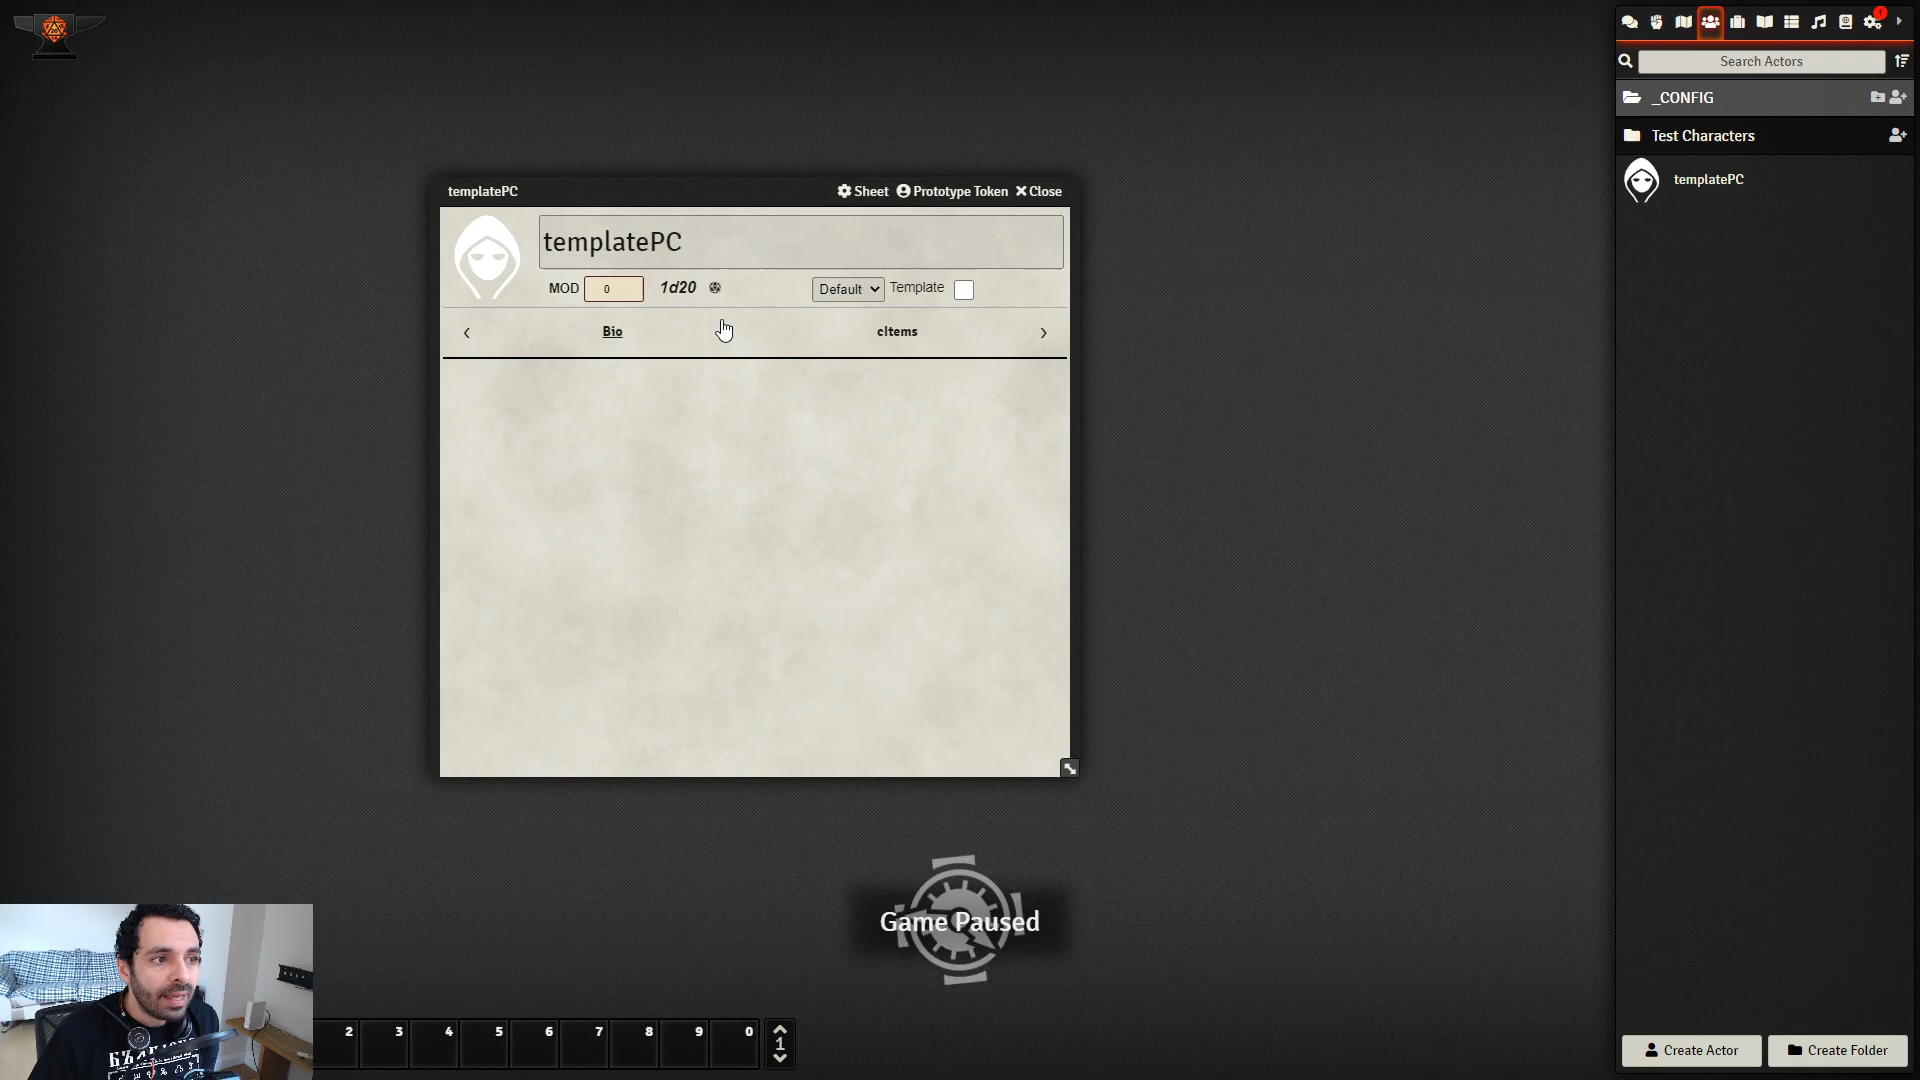 Search Actors
_CONFIG
Test Characters
templatePC
templatePC
Sheet
Prototype Token
Close
templatePC
MOD 0 1d20 Default Template
Bio
cItems
Game Paused
2 3 4 5 6 7 8 9 0
1
Create Actor
Create Folder